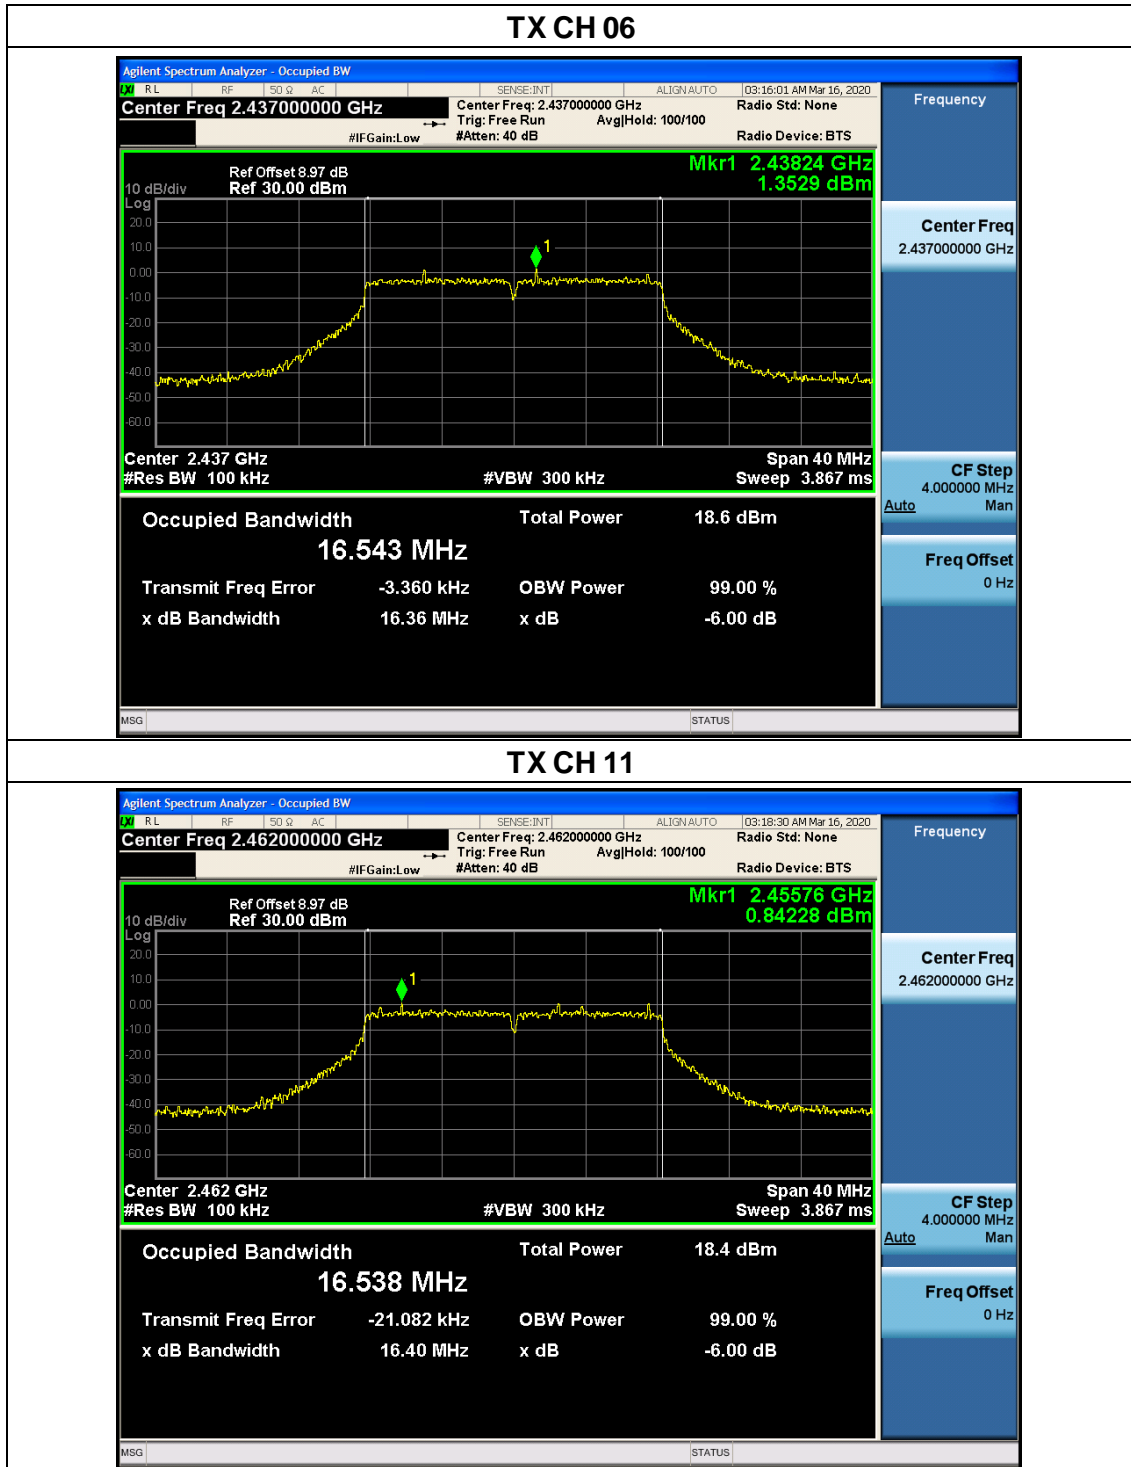 TX CH 06
Agilent Spectrum Analyzer - Occupied BW
LXI RL RF 50 Ω AC SENSE:INT ALIGN AUTO 03:16:01 AM Mar 16, 2020
Center Freq 2.437000000 GHz
Center Freq: 2.437000000 GHz Radio Std: None
Trig: Free Run Avg|Hold: 100/100
#IFGain:Low #Atten: 40 dB Radio Device: BTS
Frequency
Mkr1 2.43824 GHz
1.3529 dBm
Ref Offset 8.97 dB
10 dB/div Ref 30.00 dBm
Log
20.0
10.0
0.00
-10.0
-20.0
-30.0
-40.0
-50.0
-60.0
1
Center Freq
2.437000000 GHz
Center 2.437 GHz Span 40 MHz
#Res BW 100 kHz #VBW 300 kHz Sweep 3.867 ms
CF Step
4.000000 MHz
Auto Man
Freq Offset
0 Hz
Occupied Bandwidth Total Power 18.6 dBm
16.543 MHz
Transmit Freq Error -3.360 kHz OBW Power 99.00 %
x dB Bandwidth 16.36 MHz x dB -6.00 dB
MSG STATUS
TX CH 11
Agilent Spectrum Analyzer - Occupied BW
LXI RL RF 50 Ω AC SENSE:INT ALIGN AUTO 03:18:30 AM Mar 16, 2020
Center Freq 2.462000000 GHz
Center Freq: 2.462000000 GHz Radio Std: None
Trig: Free Run Avg|Hold: 100/100
#IFGain:Low #Atten: 40 dB Radio Device: BTS
Frequency
Mkr1 2.45576 GHz
0.84228 dBm
Ref Offset 8.97 dB
10 dB/div Ref 30.00 dBm
Log
20.0
10.0
0.00
-10.0
-20.0
-30.0
-40.0
-50.0
-60.0
1
Center Freq
2.462000000 GHz
Center 2.462 GHz Span 40 MHz
#Res BW 100 kHz #VBW 300 kHz Sweep 3.867 ms
CF Step
4.000000 MHz
Auto Man
Freq Offset
0 Hz
Occupied Bandwidth Total Power 18.4 dBm
16.538 MHz
Transmit Freq Error -21.082 kHz OBW Power 99.00 %
x dB Bandwidth 16.40 MHz x dB -6.00 dB
MSG STATUS